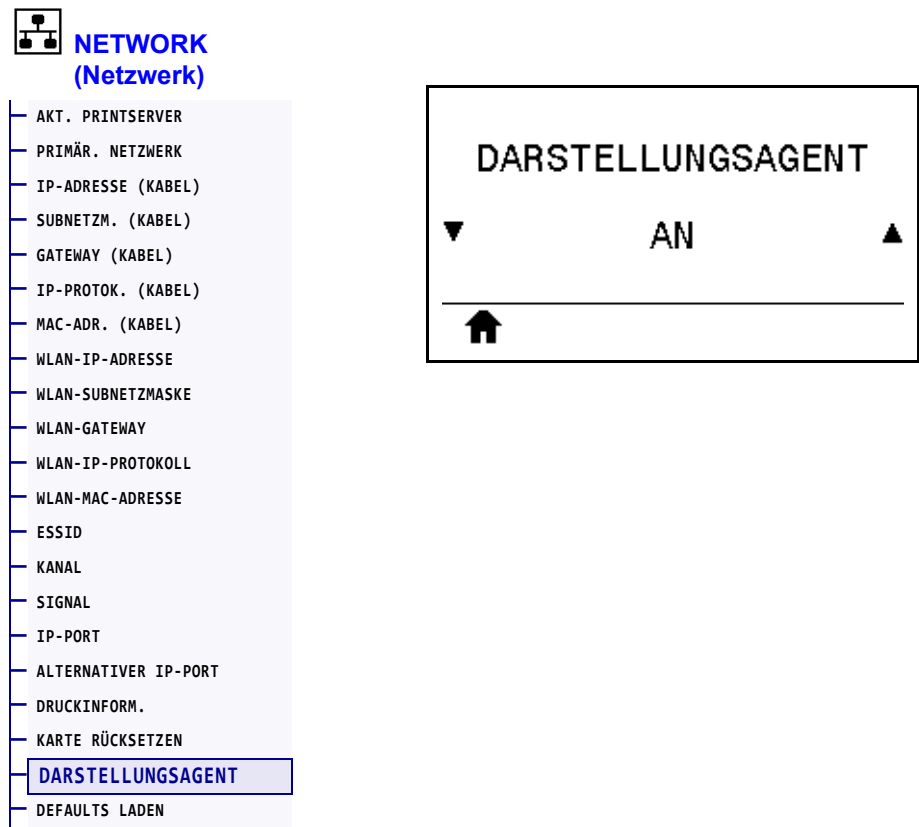 NETWORK
(Netzwerk)
AKT. PRINTSERVER
PRIMÄR. NETZWERK
IP-ADRESSE (KABEL)
SUBNETZM. (KABEL)
GATEWAY (KABEL)
IP-PROTOK. (KABEL)
MAC-ADR. (KABEL)
WLAN-IP-ADRESSE
WLAN-SUBNETZMASKE
WLAN-GATEWAY
WLAN-IP-PROTOKOLL
WLAN-MAC-ADRESSE
ESSID
KANAL
SIGNAL
IP-PORT
ALTERNATIVER IP-PORT
DRUCKINFORM.
KARTE RÜCKSETZEN
DARSTELLUNGSAGENT
DEFAULTS LADEN
DARSTELLUNGSAGENT
AN